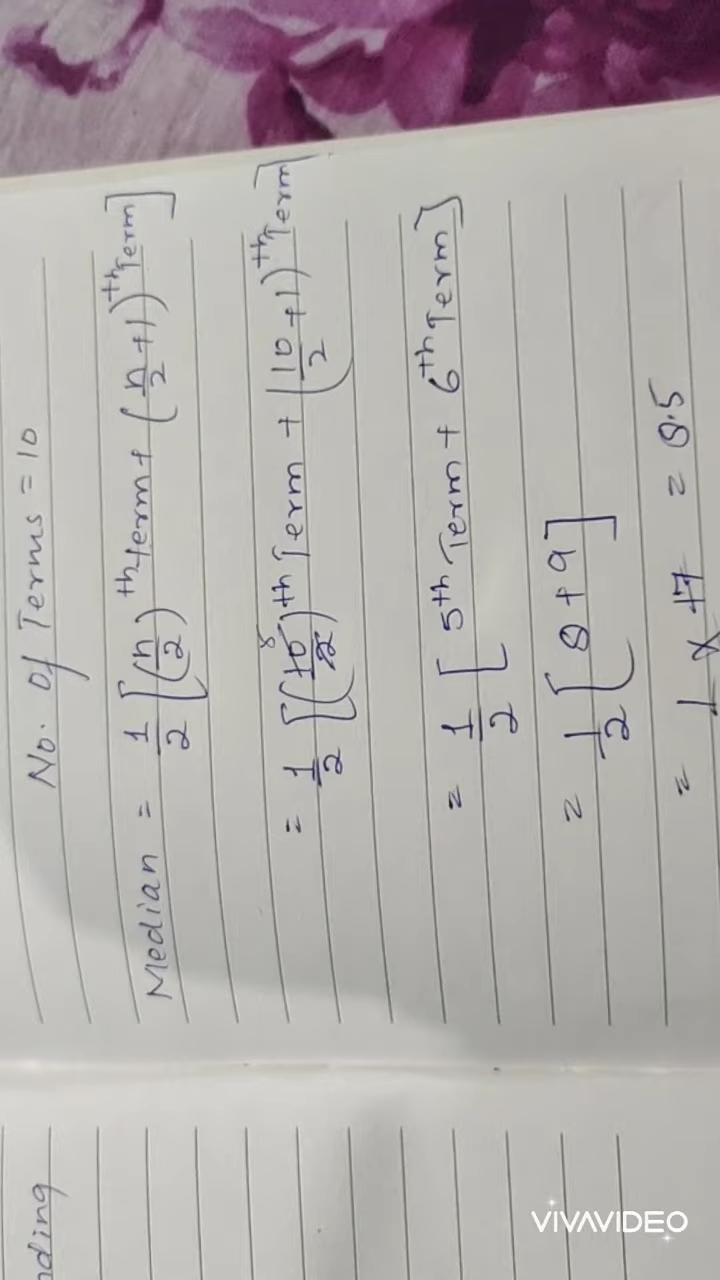 No. Of Terms = 10
Median = 1/2 [(n/2)th term + (n/2 + 1)th Term]
= 1/2 [(10/2)th Term + (10/2 + 1)th Term]
= 1/2 [5th Term + 6th Term]
= 1/2 [8 + 9]
= 1 × 17 = 8.5
nding
VIVAVIDEO